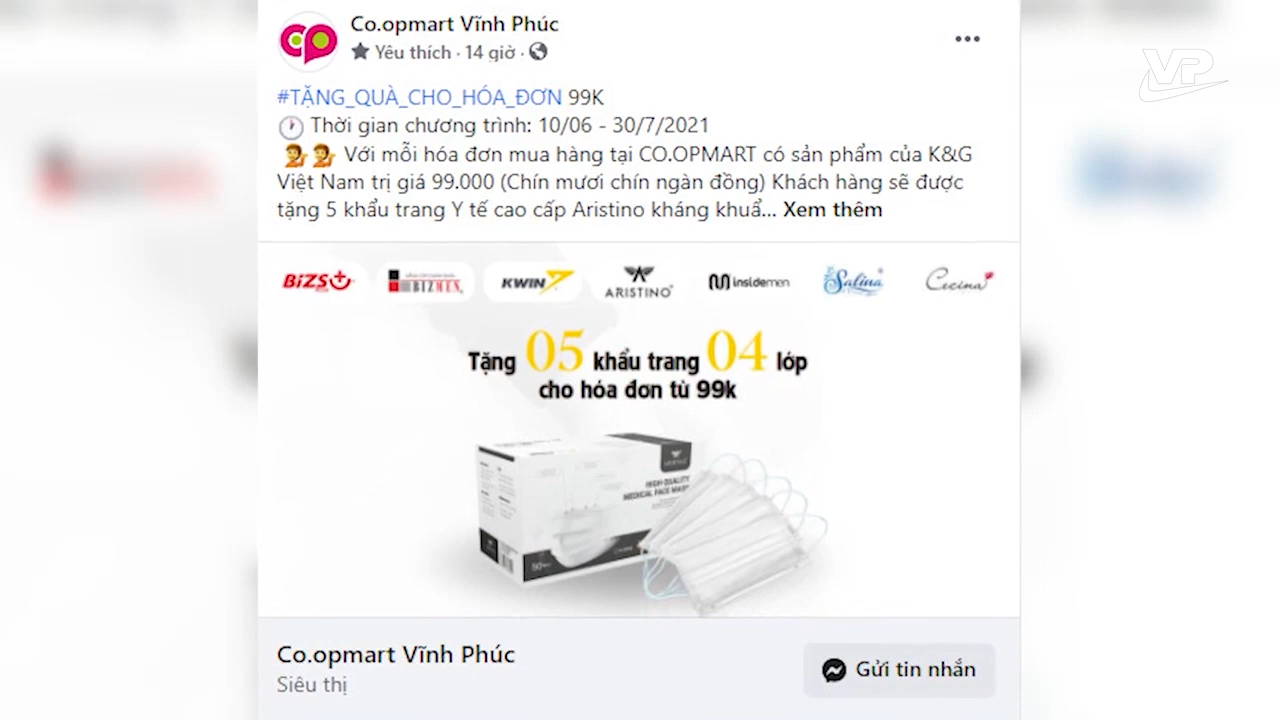 Co.opmart Vĩnh Phúc
Yêu thích · 14 giờ ·
VP
#TẶNG_QUÀ_CHO_HÓA_ĐƠN 99K
Thời gian chương trình: 10/06 - 30/7/2021
Với mỗi hóa đơn mua hàng tại CO.OPMART có sản phẩm của K&G
Việt Nam trị giá 99.000 (Chín mươi chín ngàn đồng) Khách hàng sẽ được
tặng 5 khẩu trang Y tế cao cấp Aristino kháng khuẩ... Xem thêm
BIZS BIZMEN KWIN ARISTINO insidemen Salina Cecina
Tặng 05 khẩu trang 04 lớp
cho hóa đơn từ 99k
HIGH QUALITY
MEDICAL FACE MASK
Co.opmart Vĩnh Phúc
Siêu thị
Gửi tin nhắn